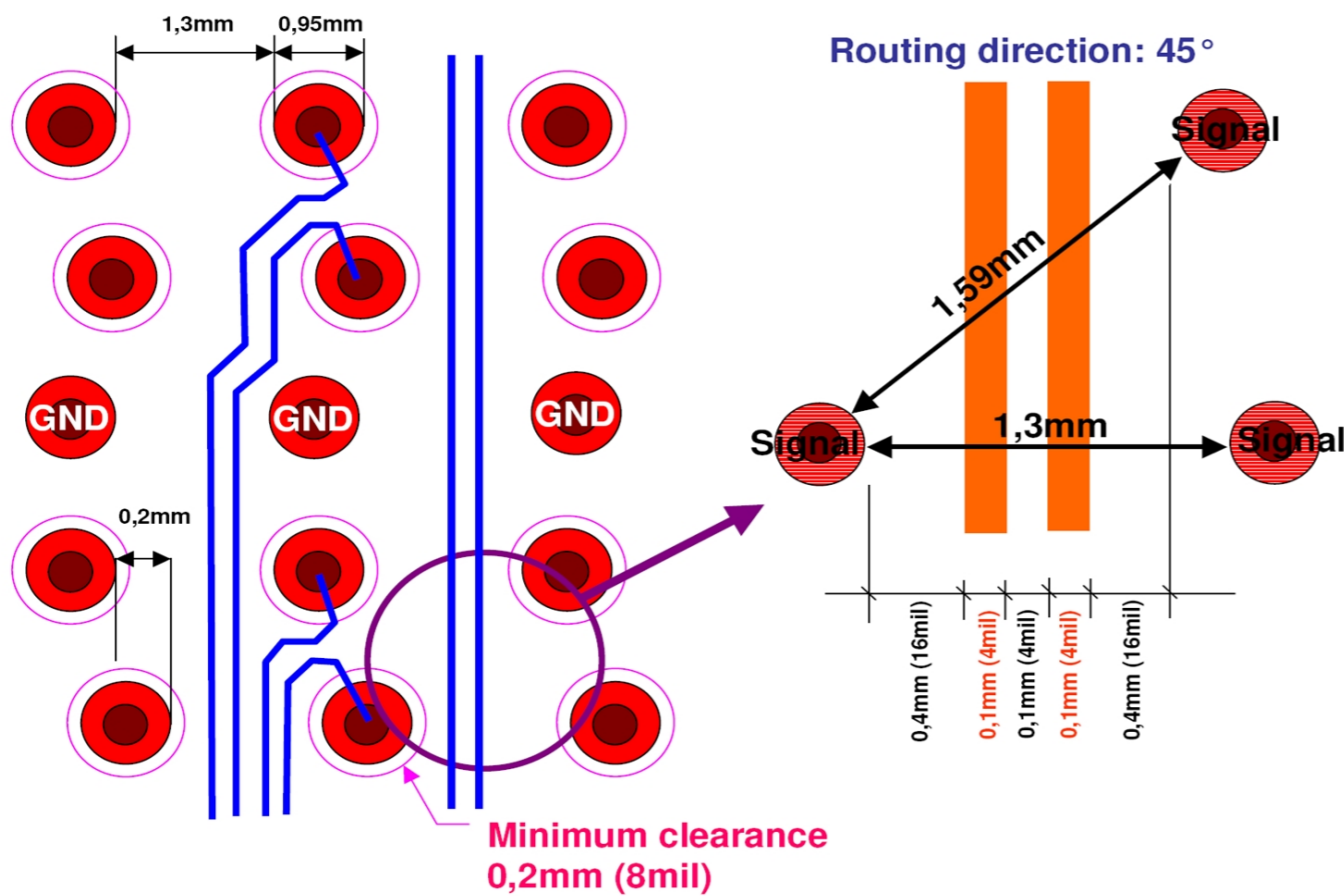 1,3mm
0,95mm
Routing direction: 45°
Signal
1,59mm
GND
GND
GND
1,3mm
Signal
Signal
0,2mm
0,4mm (16mil)
0,1mm (4mil)
0,1mm (4mil)
0,1mm (4mil)
0,4mm (16mil)
Minimum clearance
0,2mm (8mil)